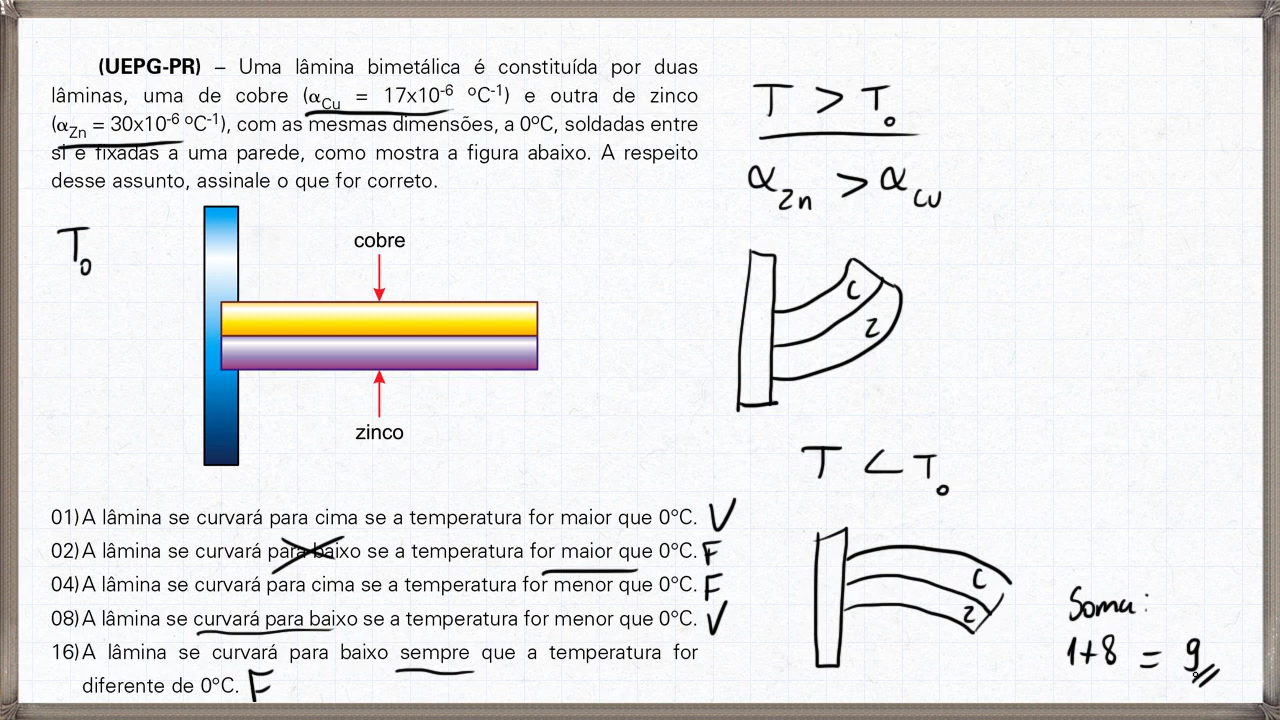 (UEPG-PR) – Uma lâmina bimetálica é constituída por duas
lâminas, uma de cobre (αCu = 17x10-6 ºC-1) e outra de zinco
(αZn = 30x10-6 ºC-1), com as mesmas dimensões, a 0ºC, soldadas entre
si e fixadas a uma parede, como mostra a figura abaixo. A respeito
desse assunto, assinale o que for correto.
T0
cobre
zinco
01)A lâmina se curvará para cima se a temperatura for maior que 0°C. V
02)A lâmina se curvará para baixo se a temperatura for maior que 0°C. F
04)A lâmina se curvará para cima se a temperatura for menor que 0°C. F
08)A lâmina se curvará para baixo se a temperatura for menor que 0°C. V
16)A lâmina se curvará para baixo sempre que a temperatura for
diferente de 0°C. F
T > T0
αZn > αCu
C
Z
T < T0
C
Z
Soma:
1+8 = 9